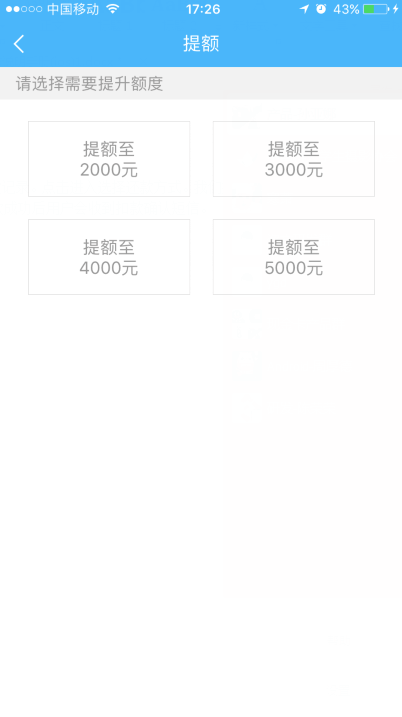 中国移动 17:26 43%
提额
请选择需要提升额度
提额至
2000元
提额至
3000元
提额至
4000元
提额至
5000元